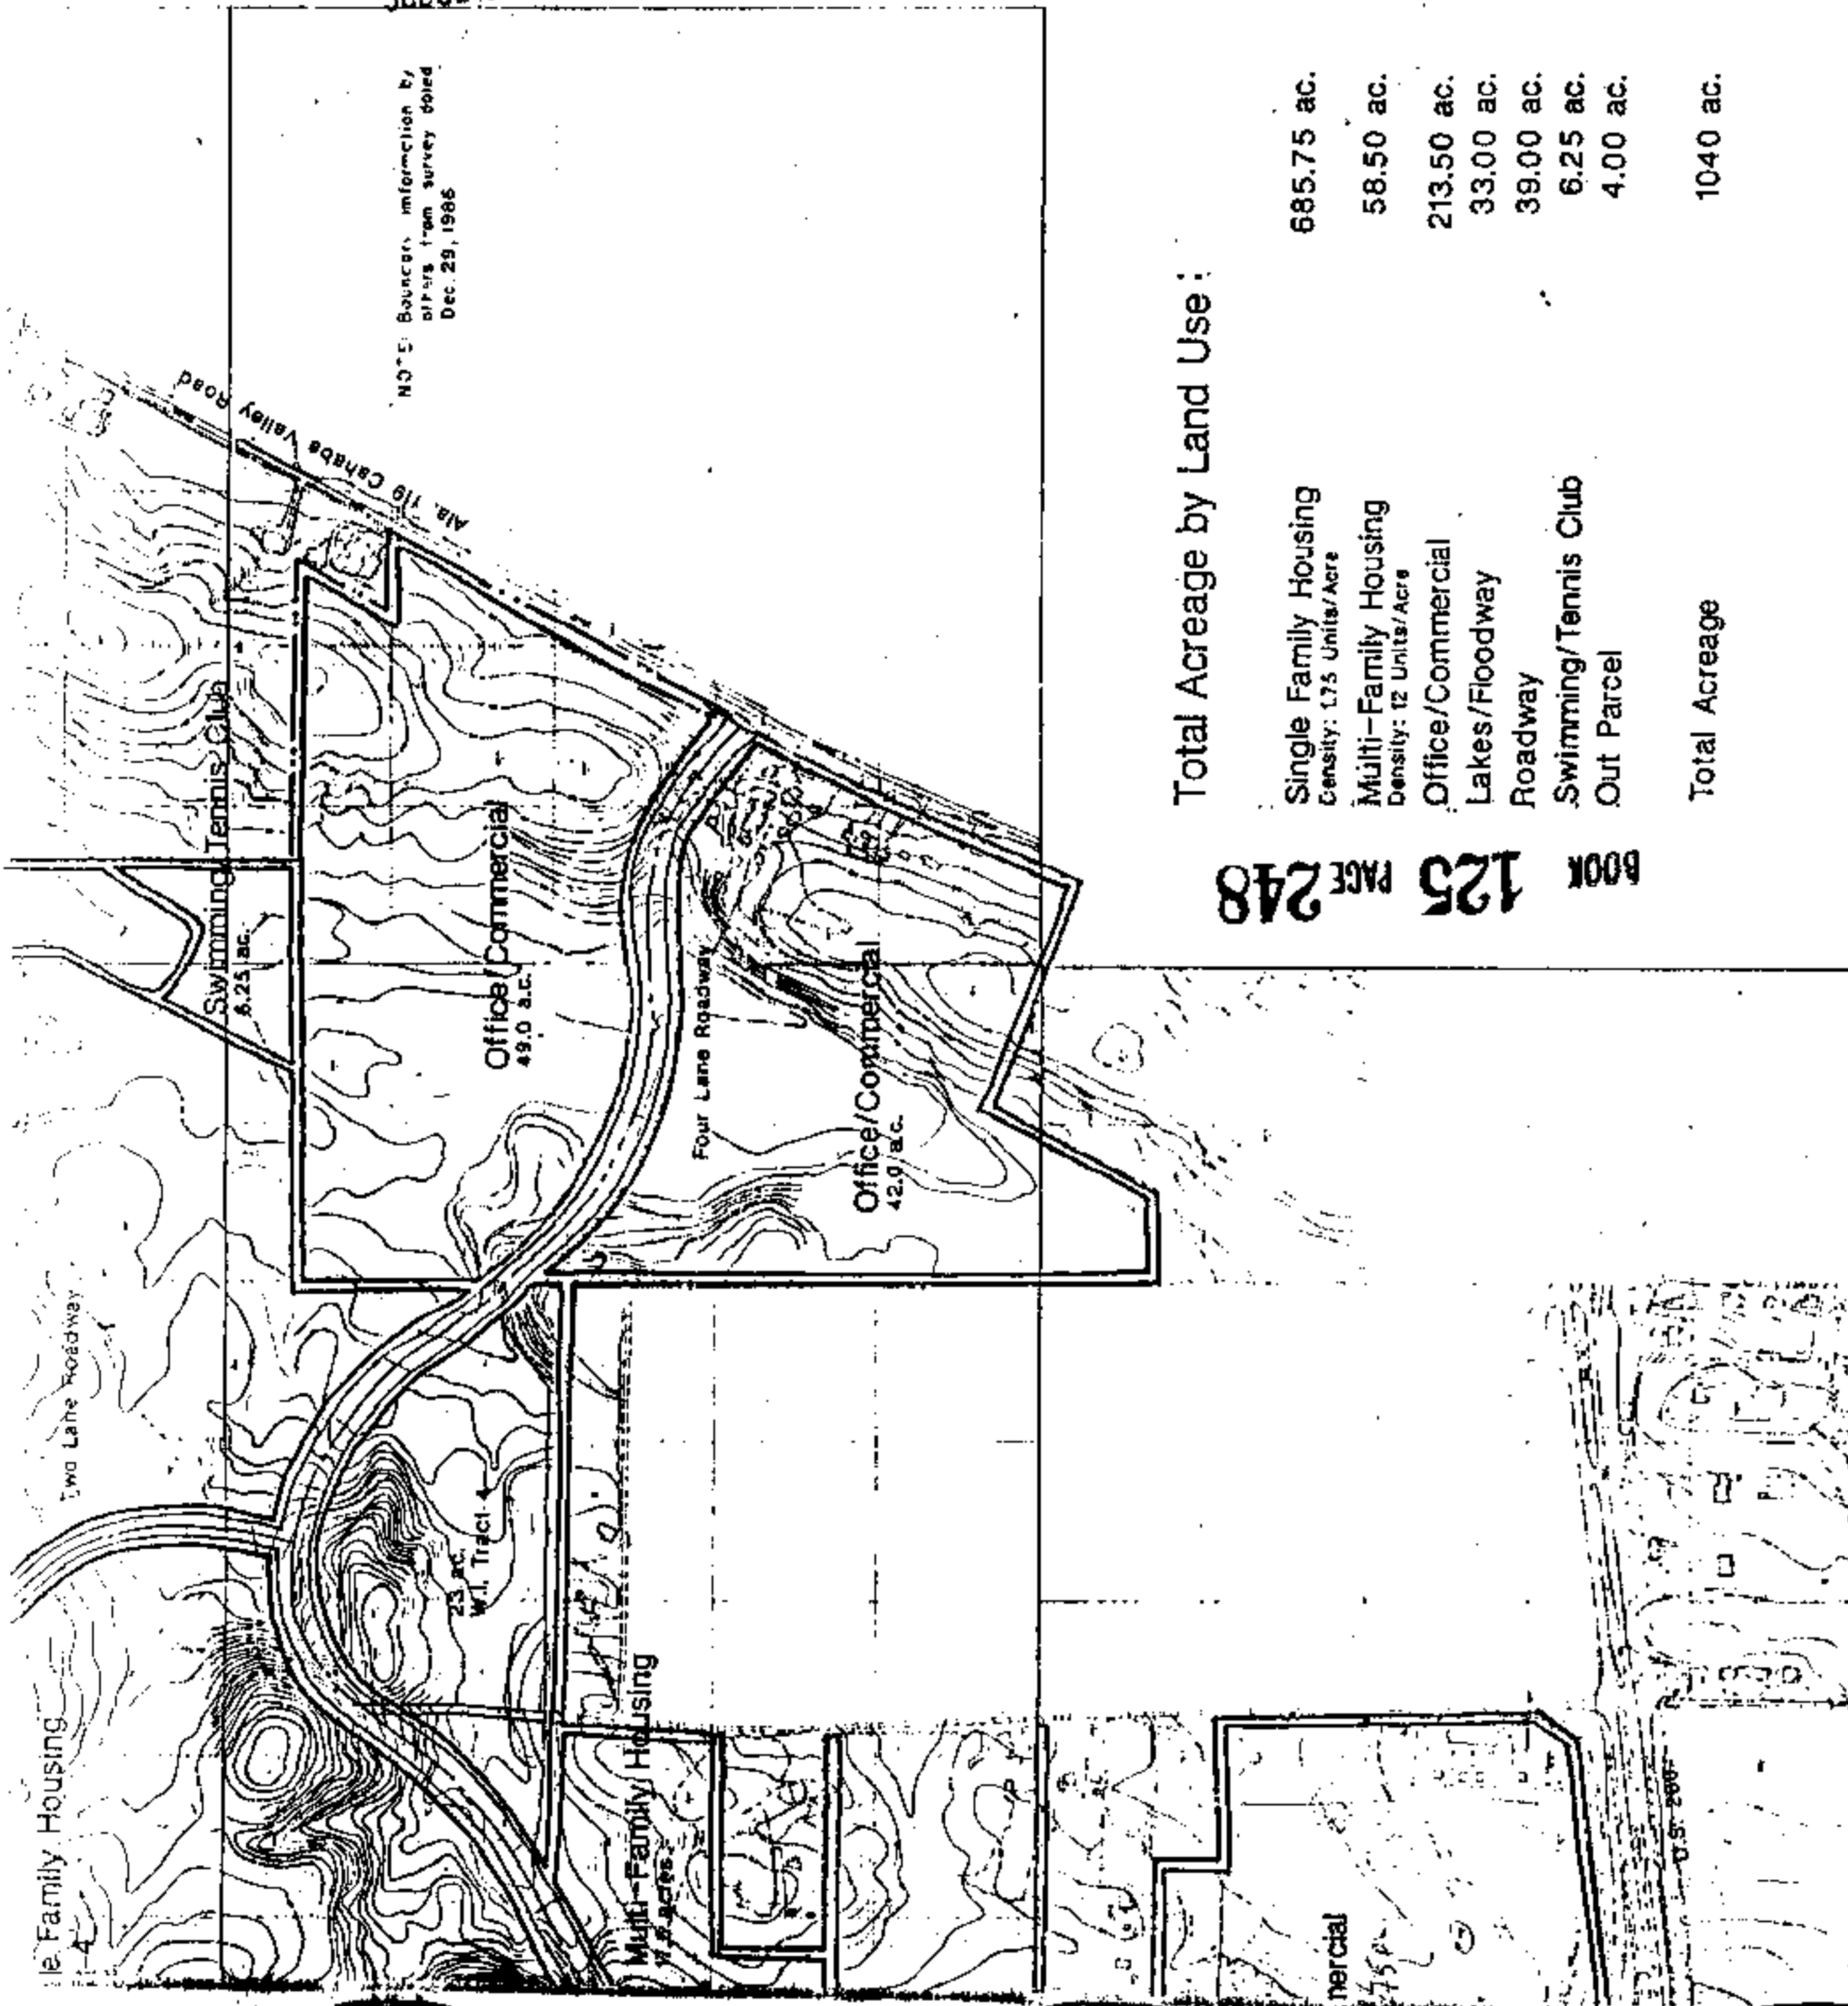 NOTE: Boundary information by
others from survey dated
Dec. 29, 1986
Ala. 119 Cahaba Valley Road
Swimming/Tennis Club
6.25 ac.
Office/Commercial
49.0 a.c.
Four Lane Roadway
Office/Commercial
42.0 a.c.
Two Lane Roadway
23 ac.
W.I. Tract
le Family Housing
Multi-Family Housing
mercial
U.S. 280
Total Acreage by Land Use:
Single Family Housing 685.75 ac.
Density: 1.75 Units/Acre
Multi-Family Housing 58.50 ac.
Density: 12 Units/Acre
Office/Commercial 213.50 ac.
Lakes/Floodway 33.00 ac.
Roadway 39.00 ac.
Swimming/Tennis Club 6.25 ac.
Out Parcel 4.00 ac.
Total Acreage 1040 ac.
BOOK 125 PAGE 248